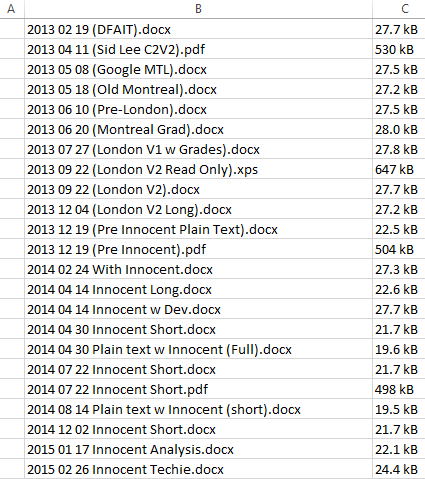 A B C
2013 02 19 (DFAIT).docx 27.7 kB
2013 04 11 (Sid Lee C2V2).pdf 530 kB
2013 05 08 (Google MTL).docx 27.5 kB
2013 05 18 (Old Montreal).docx 27.2 kB
2013 06 10 (Pre-London).docx 27.5 kB
2013 06 20 (Montreal Grad).docx 28.0 kB
2013 07 27 (London V1 w Grades).docx 27.8 kB
2013 09 22 (London V2 Read Only).xps 647 kB
2013 09 22 (London V2).docx 27.7 kB
2013 12 04 (London V2 Long).docx 27.2 kB
2013 12 19 (Pre Innocent Plain Text).docx 22.5 kB
2013 12 19 (Pre Innocent).pdf 504 kB
2014 02 24 With Innocent.docx 27.3 kB
2014 04 14 Innocent Long.docx 22.6 kB
2014 04 14 Innocent w Dev.docx 27.7 kB
2014 04 30 Innocent Short.docx 21.7 kB
2014 04 30 Plain text w Innocent (Full).docx 19.6 kB
2014 07 22 Innocent Short.docx 21.7 kB
2014 07 22 Innocent Short.pdf 498 kB
2014 08 14 Plain text w Innocent (short).docx 19.5 kB
2014 12 02 Innocent Short.docx 21.7 kB
2015 01 17 Innocent Analysis.docx 22.1 kB
2015 02 26 Innocent Techie.docx 24.4 kB